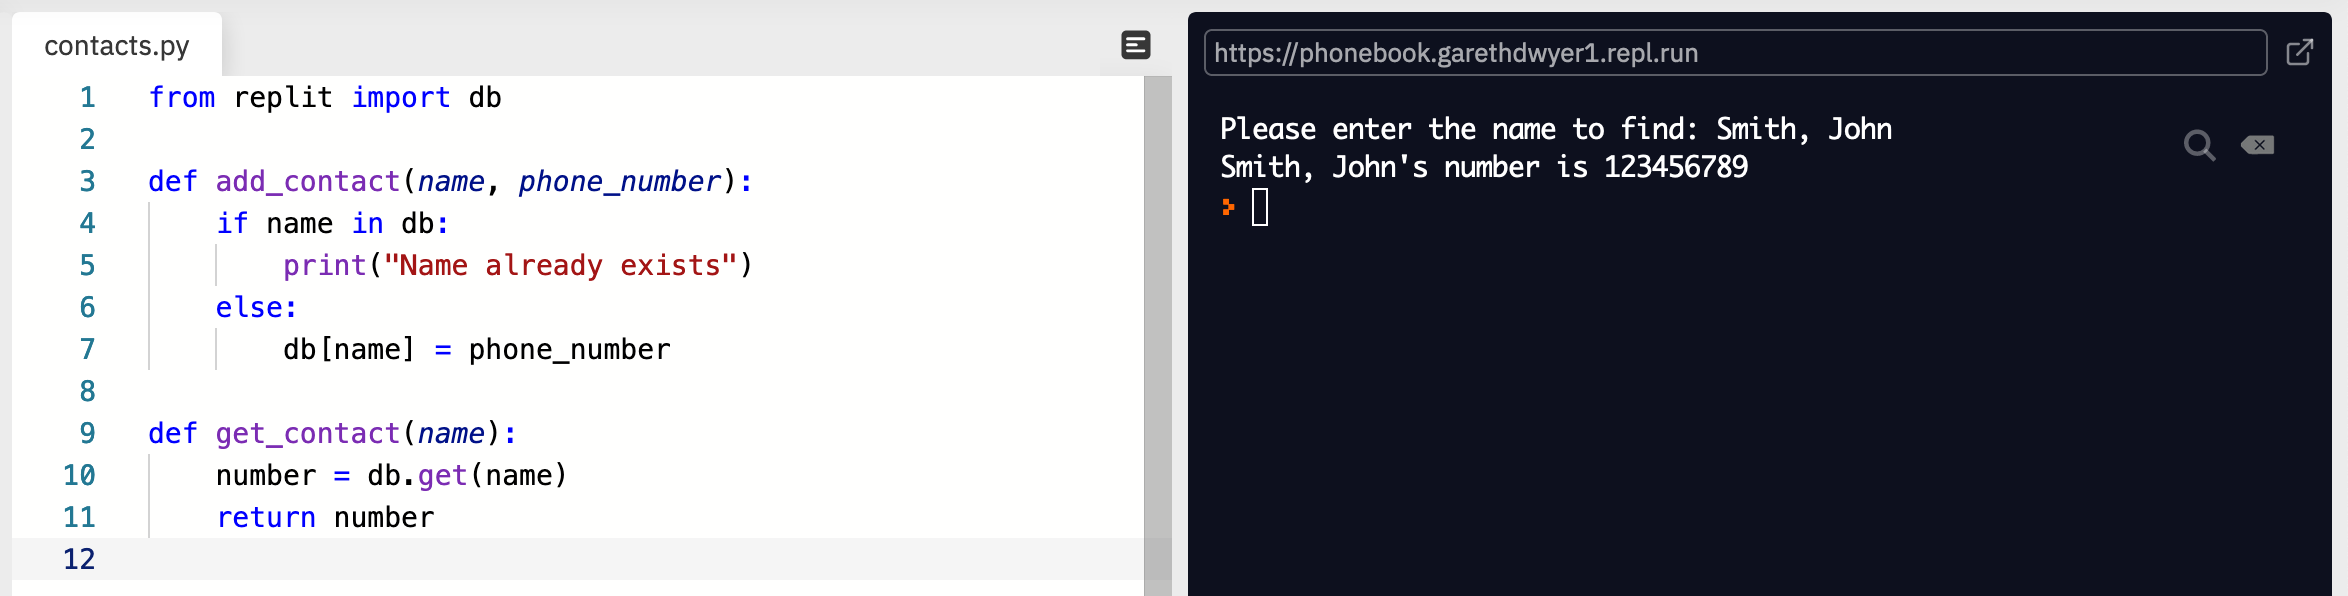 contacts.py
1 from replit import db
2
3 def add_contact(name, phone_number):
4     if name in db:
5         print("Name already exists")
6     else:
7         db[name] = phone_number
8
9 def get_contact(name):
10     number = db.get(name)
11     return number
12
https://phonebook.garethdwyer1.repl.run
Please enter the name to find: Smith, John
Smith, John's number is 123456789